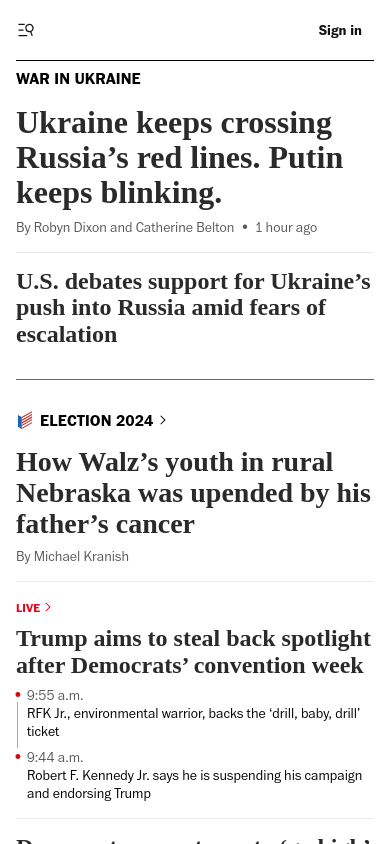 Sign in
WAR IN UKRAINE
Ukraine keeps crossing
Russia’s red lines. Putin
keeps blinking.
By Robyn Dixon and Catherine Belton • 1 hour ago
U.S. debates support for Ukraine’s
push into Russia amid fears of
escalation
ELECTION 2024
How Walz’s youth in rural
Nebraska was upended by his
father’s cancer
By Michael Kranish
LIVE
Trump aims to steal back spotlight
after Democrats’ convention week
9:55 a.m.
RFK Jr., environmental warrior, backs the ‘drill, baby, drill’
ticket
9:44 a.m.
Robert F. Kennedy Jr. says he is suspending his campaign
and endorsing Trump